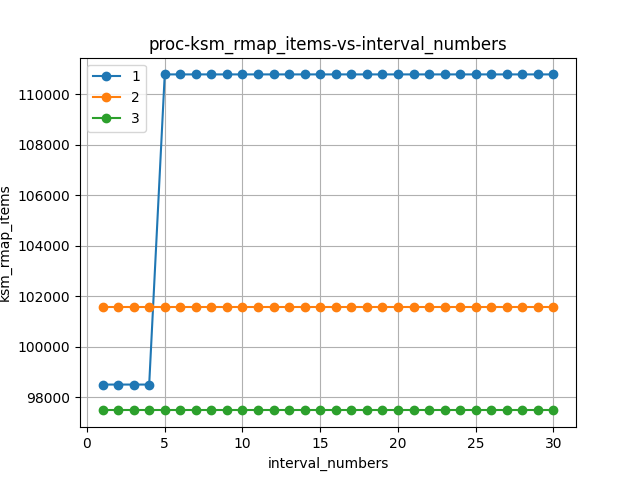 proc-ksm_rmap_items-vs-interval_numbers
1
2
3
110000
108000
106000
104000
102000
100000
98000
ksm_rmap_items
0 5 10 15 20 25 30
interval_numbers